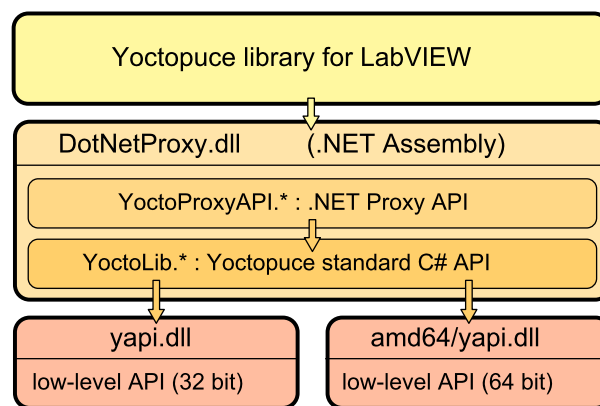 Yoctopuce library for LabVIEW
DotNetProxy.dll (.NET Assembly)
YoctoProxyAPI.* : .NET Proxy API
YoctoLib.* : Yoctopuce standard C# API
yapi.dll
low-level API (32 bit)
amd64/yapi.dll
low-level API (64 bit)